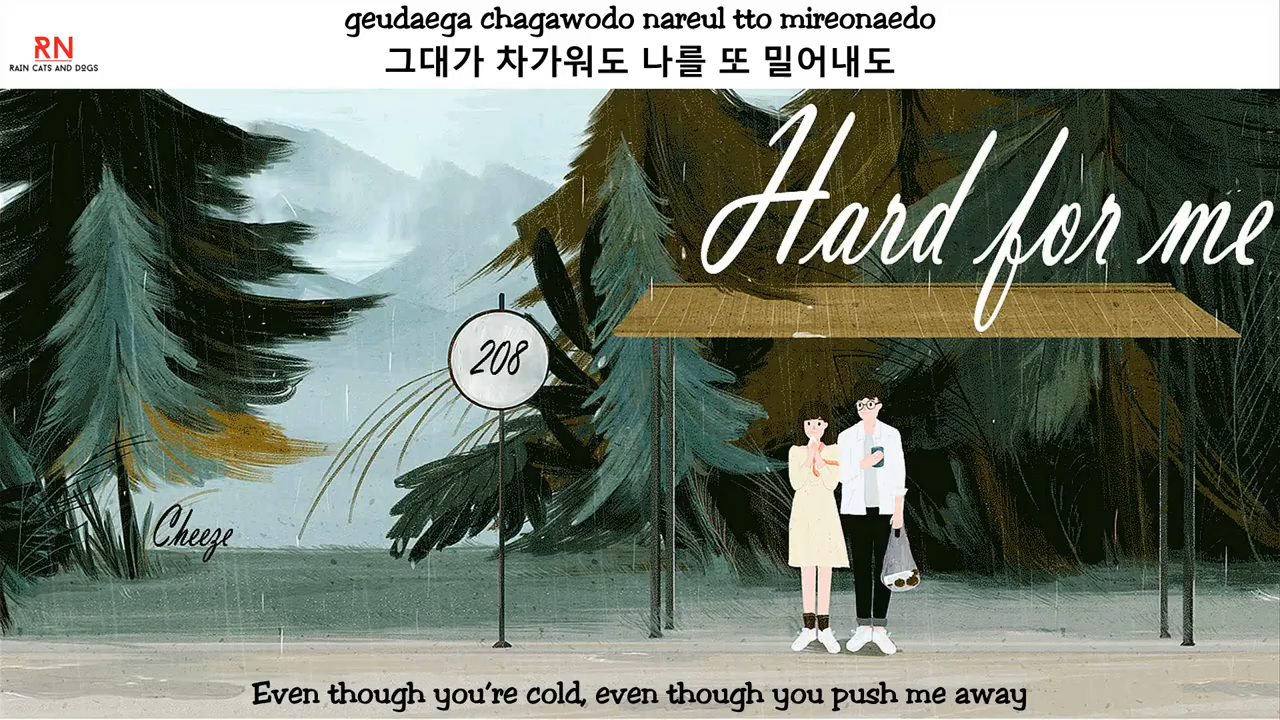 geudaega chagawodo nareul tto mireonaedo
RN
RAIN CATS AND DOGS
그대가 차가워도 나를 또 밀어내도
Hard for me
208
Cheeze
Even though you're cold, even though you push me away